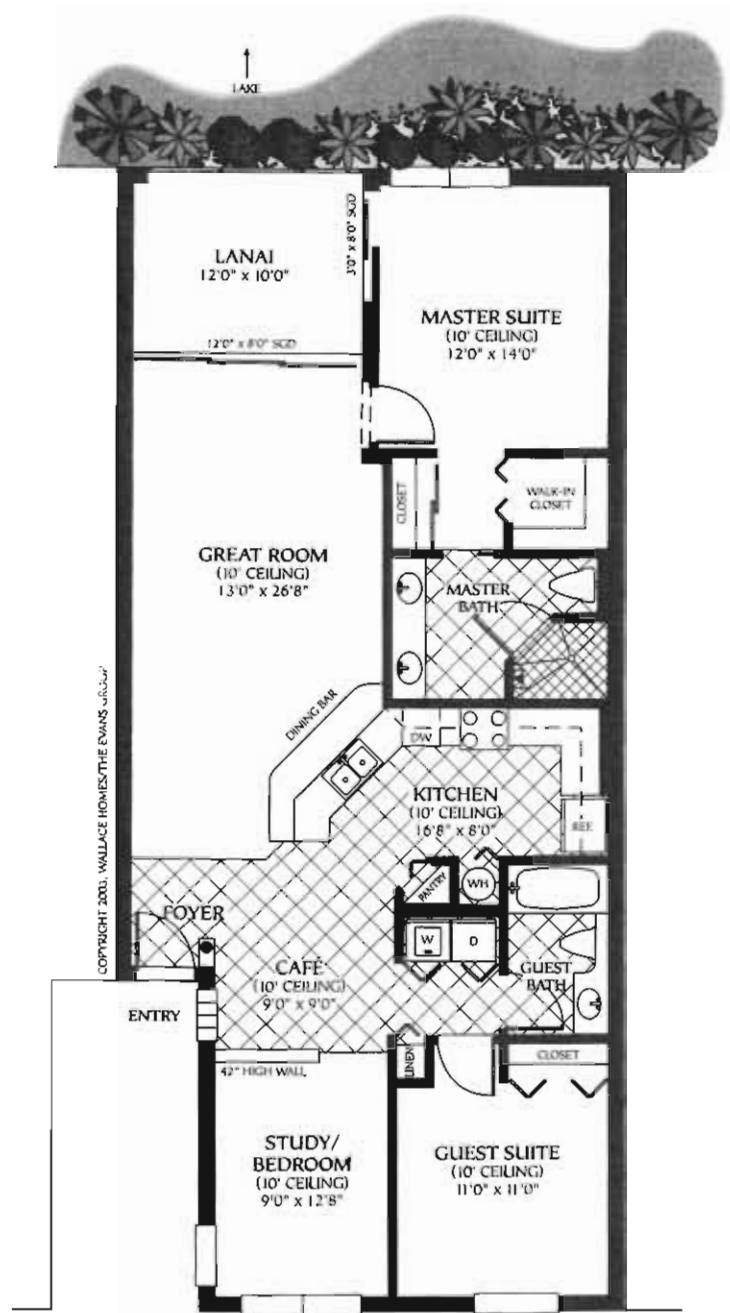 LAKE
LANAI
12'0" x 10'0"
3'0" x 8'0" SGD
12'0" x 8'0" SGD
MASTER SUITE
(10' CEILING)
12'0" x 14'0"
CLOSET
WALK-IN
CLOSET
GREAT ROOM
(10' CEILING)
13'0" x 26'8"
MASTER
BATH
DINING BAR
DW
KITCHEN
(10' CEILING)
16'8" x 8'0"
REF
COPYRIGHT 2003, WALLACE HOMES/THE EVANS GROUP
PANTRY
WH
FOYER
W
D
CAFÉ
(10' CEILING)
9'0" x 9'0"
GUEST
BATH
ENTRY
LINEN
CLOSET
42" HIGH WALL
STUDY/
BEDROOM
(10' CEILING)
9'0" x 12'8"
GUEST SUITE
(10' CEILING)
11'0" x 11'0"